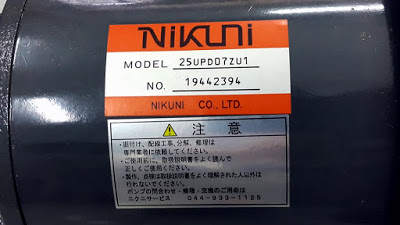 NIKUNI
MODEL 25UPD07ZU1
NO. 19442394
NIKUNI CO., LTD.
⚠ 注意
・据付け、配線工事、分解、修理は
専門業者に依頼してください。
・ご使用前に、取扱説明書をよく読んで
正しくご使用ください。
・製作、点検は取扱説明書をよく理解された人以外は
行わないでください。
ポンプの問合わせ・修理・交換のご用命は
ニクニサービス 044-933-1125